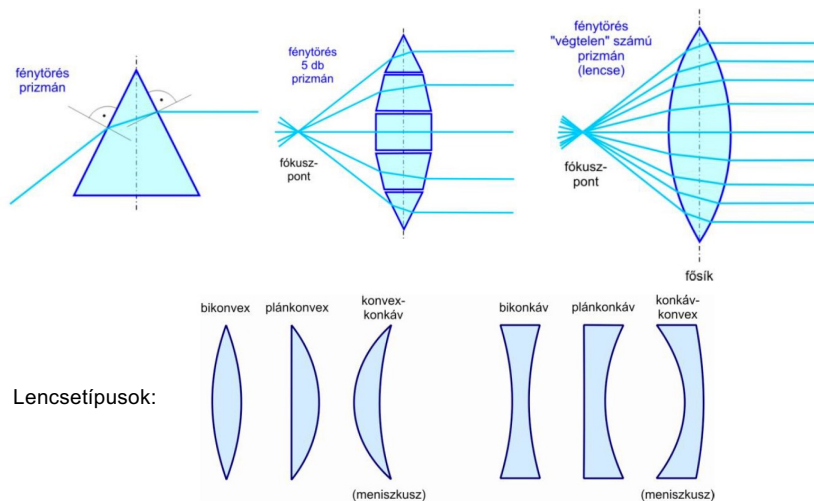 fénytörés
prizmán
fénytörés
5 db
prizmán
fókusz-
pont
fénytörés
"végtelen" számú
prizmán
(lencse)
fókusz-
pont
fősík
Lencsetípusok:
bikonvex
plánkonvex
konvex-
konkáv
(meniszkusz)
bikonkáv
plánkonkáv
konkáv-
konvex
(meniszkusz)